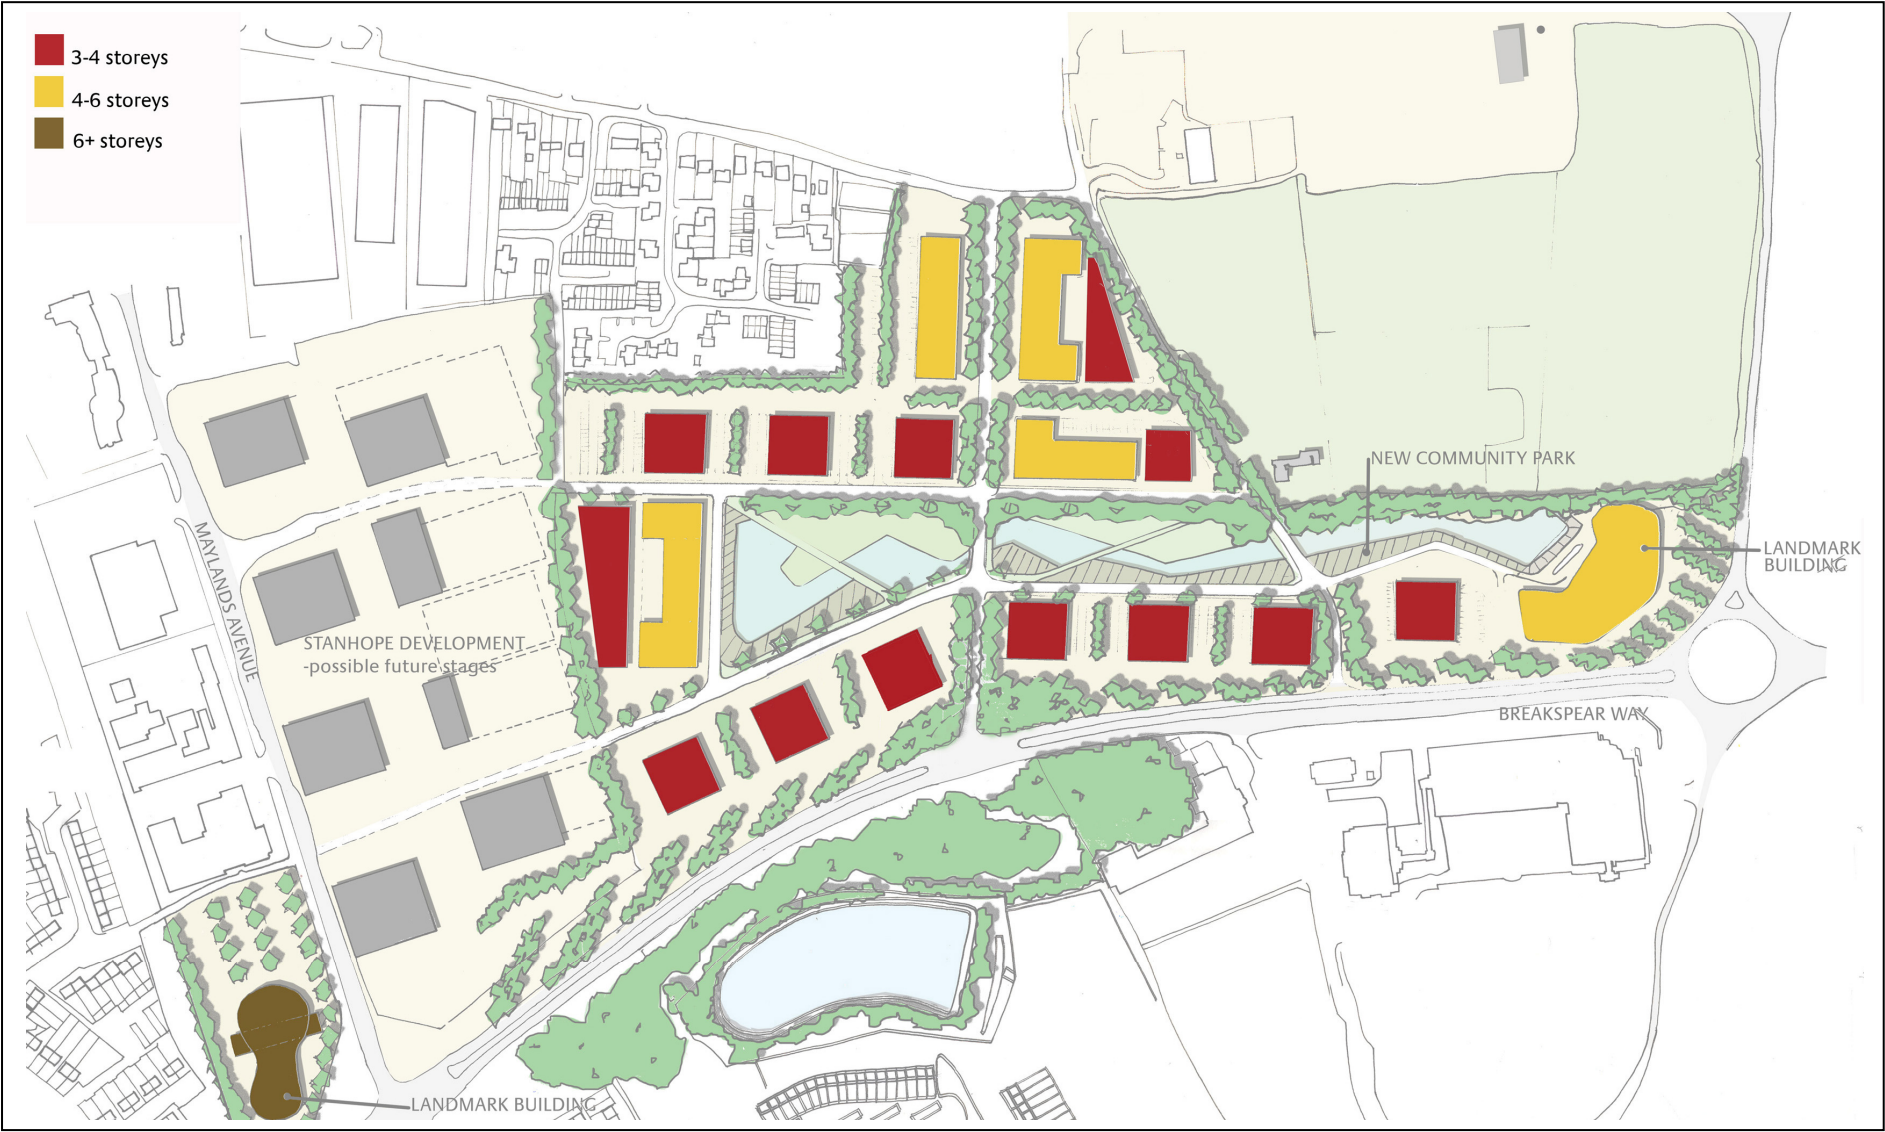 3-4 storeys
4-6 storeys
6+ storeys
NEW COMMUNITY PARK
MAYLANDS AVENUE
LANDMARK
BUILDING
STANHOPE DEVELOPMENT
-possible future stages
BREAKSPEAR WAY
LANDMARK BUILDING